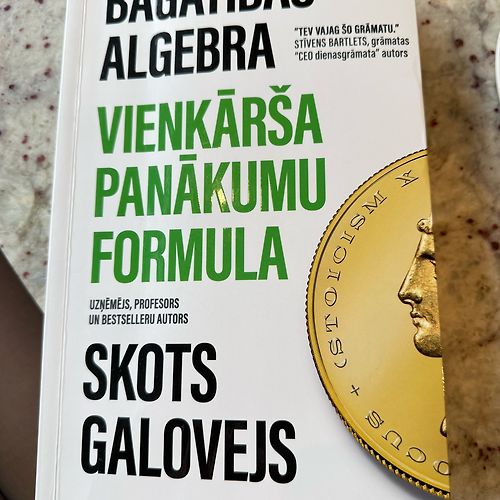 BAGĀTĪBAS
ALGEBRA
"TEV VAJAG ŠO GRĀMATU."
STĪVENS BARTLETS, grāmatas
"CEO dienasgrāmata" autors
VIENKĀRŠA
PANĀKUMU
FORMULA
UZŅĒMĒJS, PROFESORS
UN BESTSELLERU AUTORS
SKOTS
GALOVEJS
+ (STOICISM X
OCUS